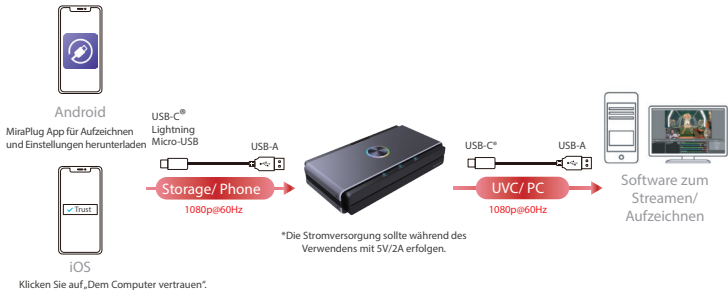 Android
MiraPlug App für Aufzeichnen
und Einstellungen herunterladen
USB-C®
Lightning
Micro-USB
USB-A
Storage/ Phone
1080p@60Hz
Trust
iOS
Klicken Sie auf „Dem Computer vertrauen“.
*Die Stromversorgung sollte während des
Verwendens mit 5V/2A erfolgen.
USB-C®
USB-A
UVC/ PC
1080p@60Hz
Software zum
Streamen/
Aufzeichnen